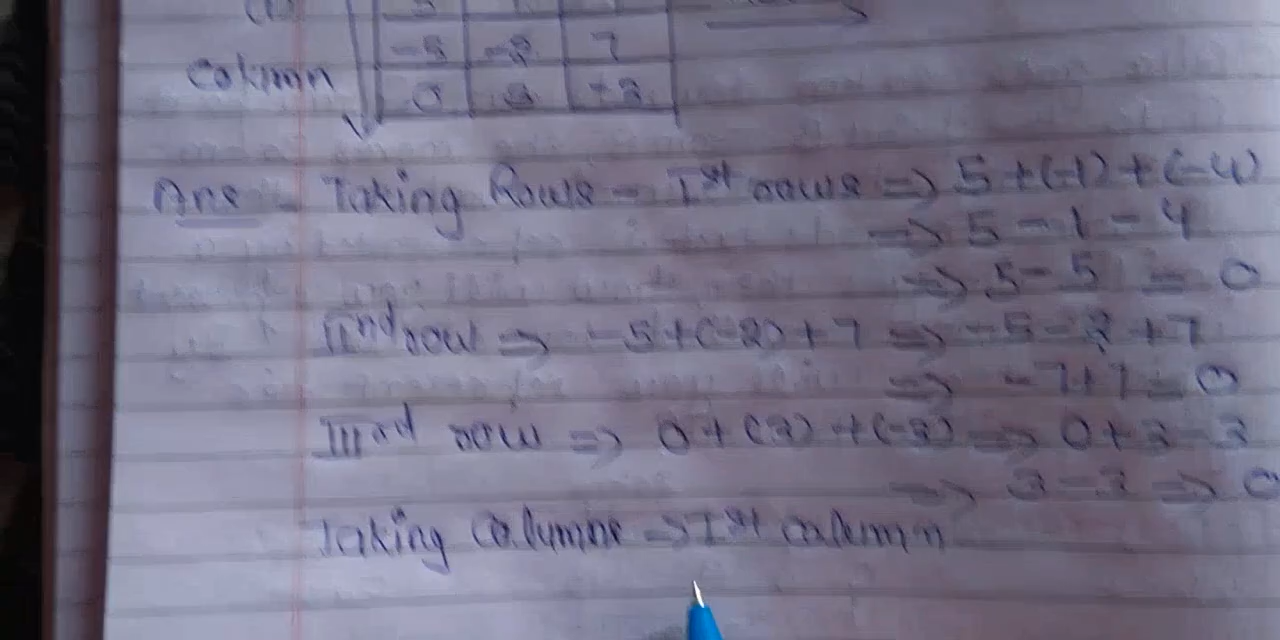 -5 -2 7
Column
0 3 -3
Ans - Taking Rows - Ist rows => 5+(-1)+(-4)
=> 5-1-4
=> 5-5 = 0
IInd row => -5+(-2)+7 => -5-2+7
=> -7+7=0
IIIrd row => 0+(3)+(-3) => 0+3-3
=> 3-3 => 0
Taking Columns => Ist column